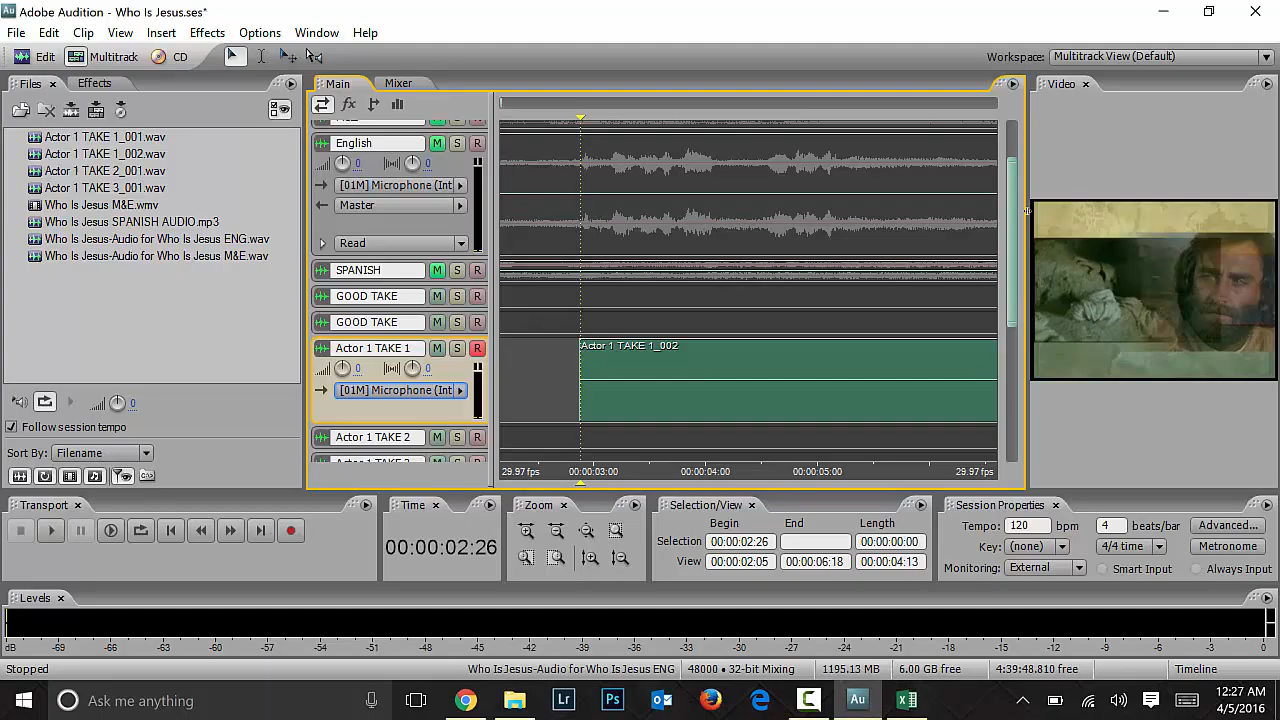 Adobe Audition - Who Is Jesus.ses*
File Edit Clip View Insert Effects Options Window Help
Edit Multitrack CD
Workspace: Multitrack View (Default)
Files Effects
Actor 1 TAKE 1_001.wav
Actor 1 TAKE 1_002.wav
Actor 1 TAKE 2_001.wav
Actor 1 TAKE 3_001.wav
Who Is Jesus M&E.wmv
Who Is Jesus SPANISH AUDIO.mp3
Who Is Jesus-Audio for Who Is Jesus ENG.wav
Who Is Jesus-Audio for Who Is Jesus M&E.wav
0
Follow session tempo
Sort By: Filename
Main Mixer
fx
English M S R
0 0
[01M] Microphone (Int
Master
Read
SPANISH M S R
GOOD TAKE M S R
GOOD TAKE M S R
Actor 1 TAKE 1 M S R
0 0
[01M] Microphone (Int
Actor 1 TAKE 2 M S R
Actor 1 TAKE 1_002
29.97 fps 00:00:03:00 00:00:04:00 00:00:05:00 29.97 fps
Video
Transport
Time
00:00:02:26
Zoom
Selection/View
Begin End Length
Selection 00:00:02:26 00:00:00:00
View 00:00:02:05 00:00:06:18 00:00:04:13
Session Properties
Tempo: 120 bpm 4 beats/bar Advanced...
Key: (none) 4/4 time Metronome
Monitoring: External Smart Input Always Input
Levels
dB -69 -66 -63 -60 -57 -54 -51 -48 -45 -42 -39 -36 -33 -30 -27 -24 -21 -18 -15 -12 -9 -6 -3 0
Stopped Who Is Jesus-Audio for Who Is Jesus ENG 48000 • 32-bit Mixing 1195.13 MB 6.00 GB free 4:39:48.810 free Timeline
Ask me anything
Lr Ps Au
12:27 AM
4/5/2016